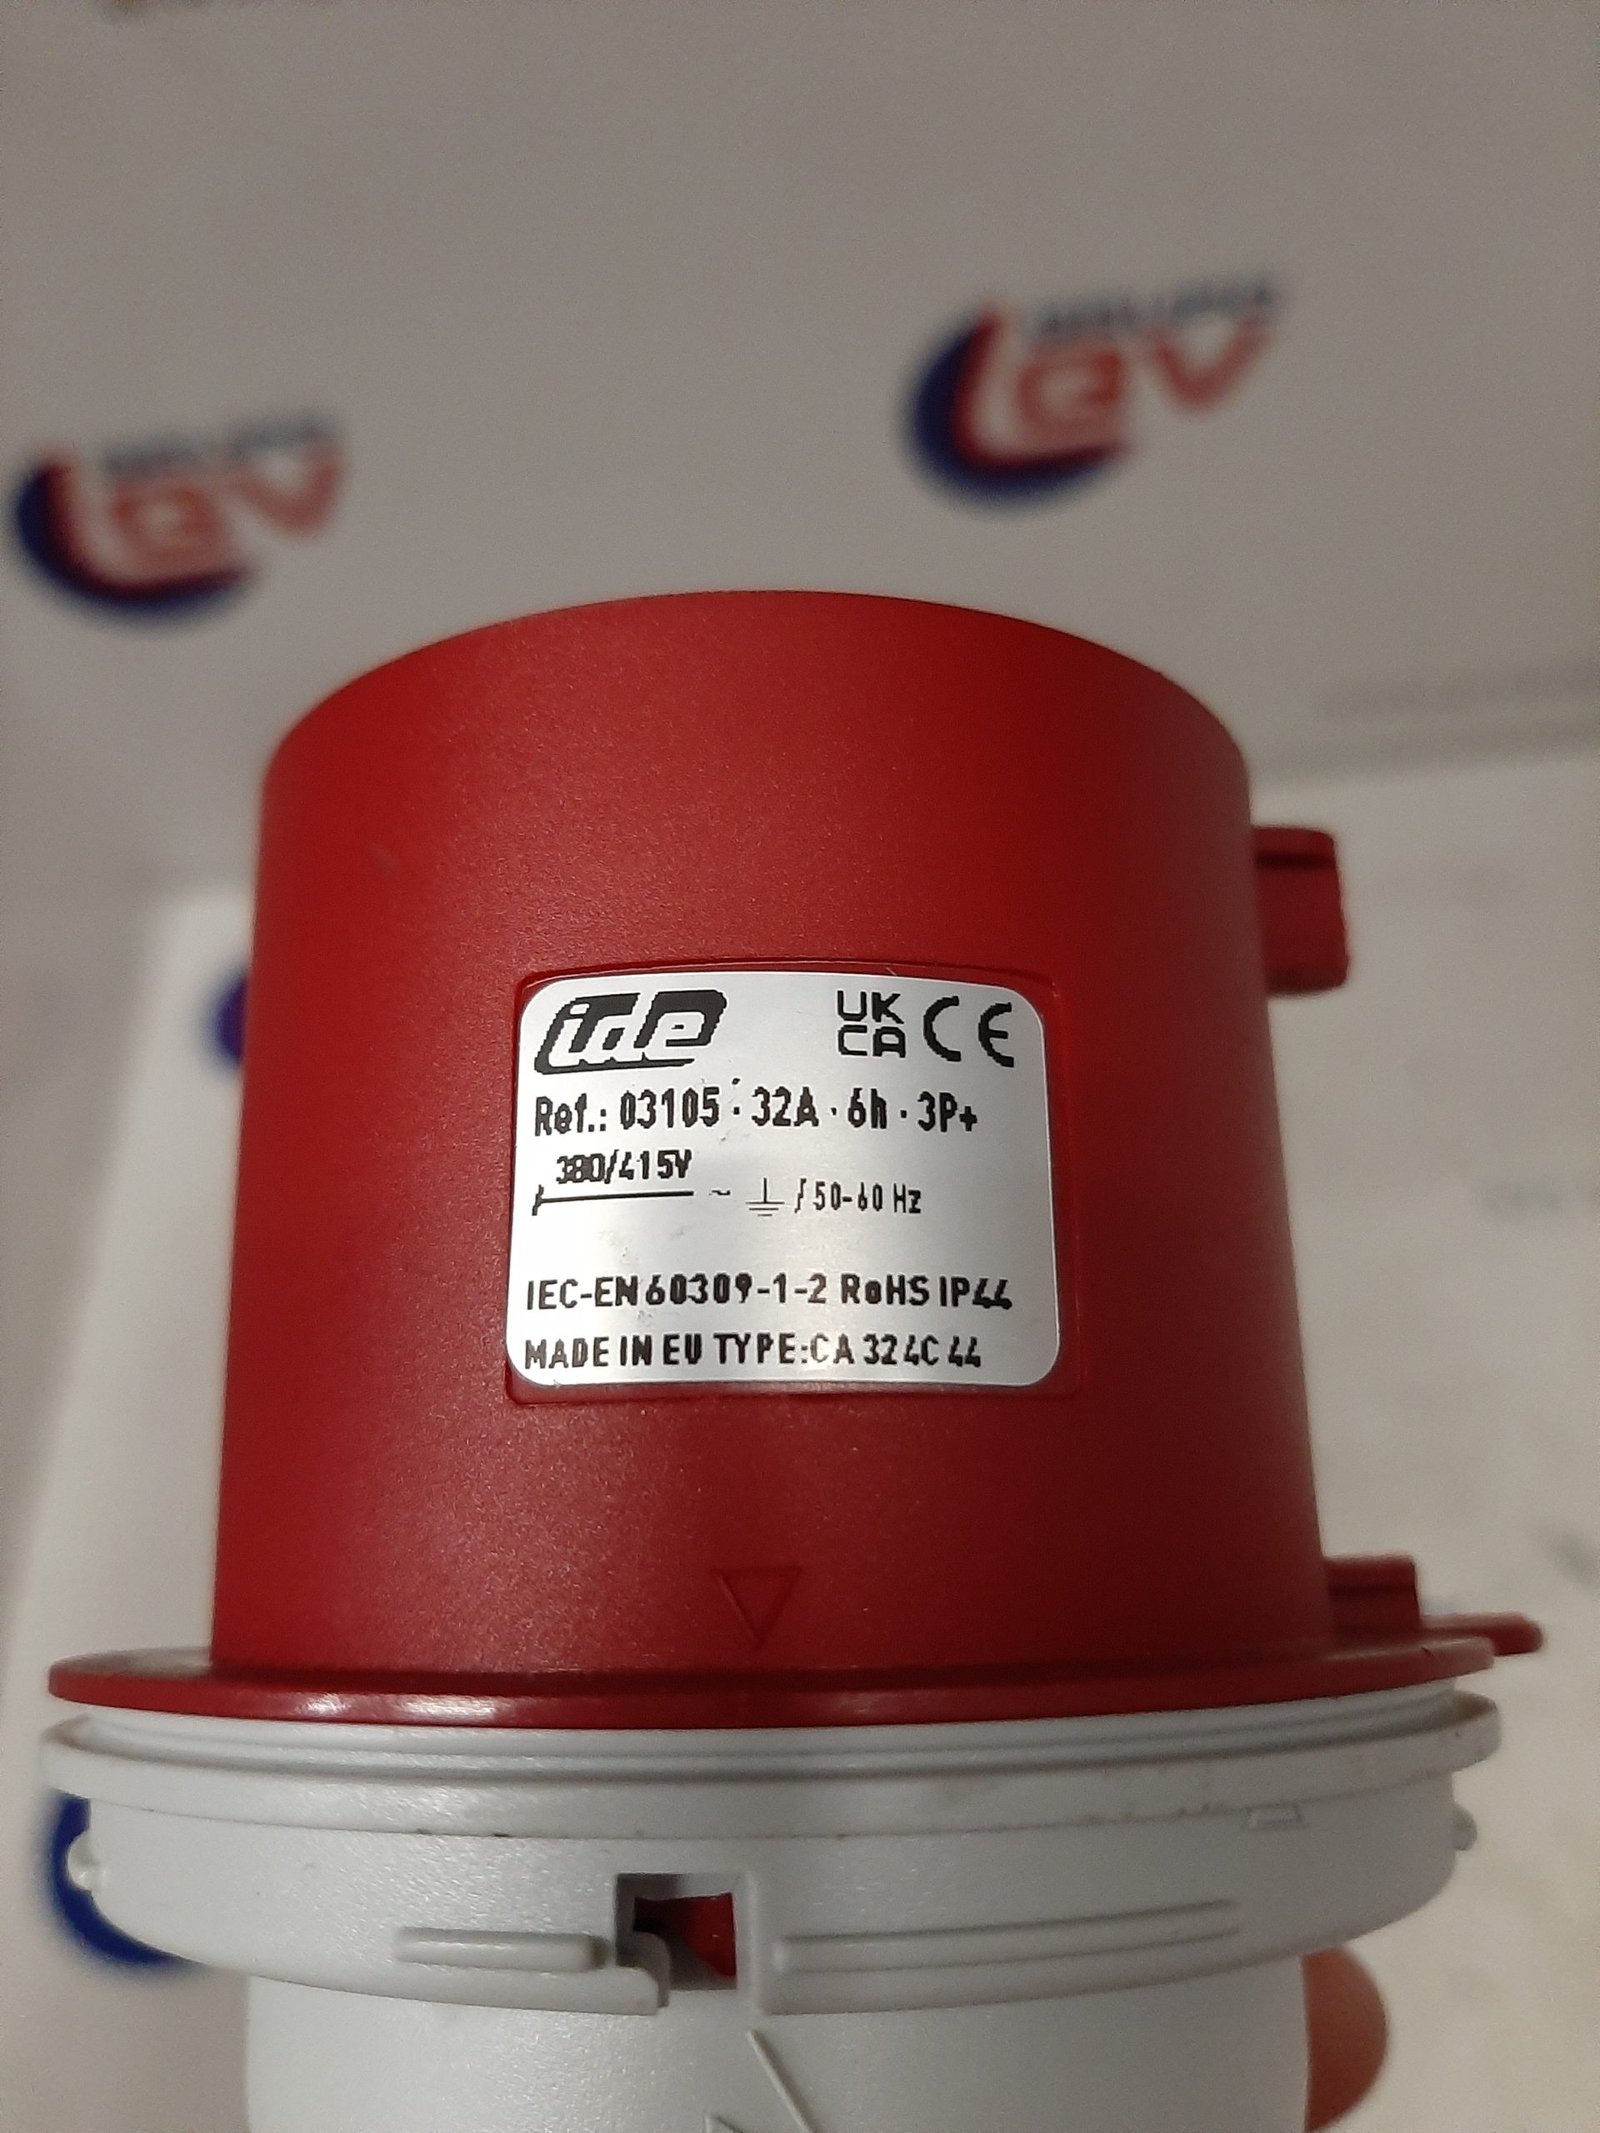 ide UK CA CE
Ref.: 03105 · 32A · 6h · 3P+
380/415V ~ / 50-60 Hz
IEC-EN 60309-1-2 RoHS IP44
MADE IN EU TYPE:CA 324C 44